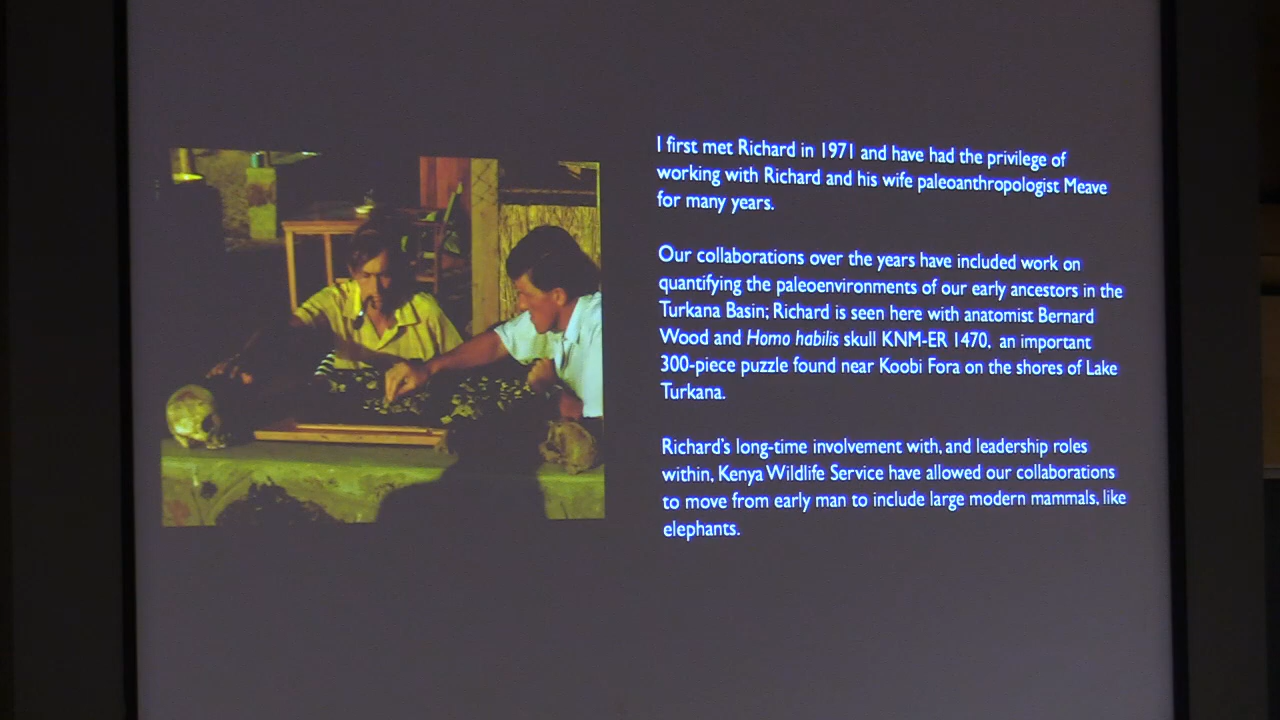 I first met Richard in 1971 and have had the privilege of
working with Richard and his wife paleoanthropologist Meave
for many years.
Our collaborations over the years have included work on
quantifying the paleoenvironments of our early ancestors in the
Turkana Basin; Richard is seen here with anatomist Bernard
Wood and Homo habilis skull KNM-ER 1470, an important
300-piece puzzle found near Koobi Fora on the shores of Lake
Turkana.
Richard's long-time involvement with, and leadership roles
within, Kenya Wildlife Service have allowed our collaborations
to move from early man to include large modern mammals, like
elephants.